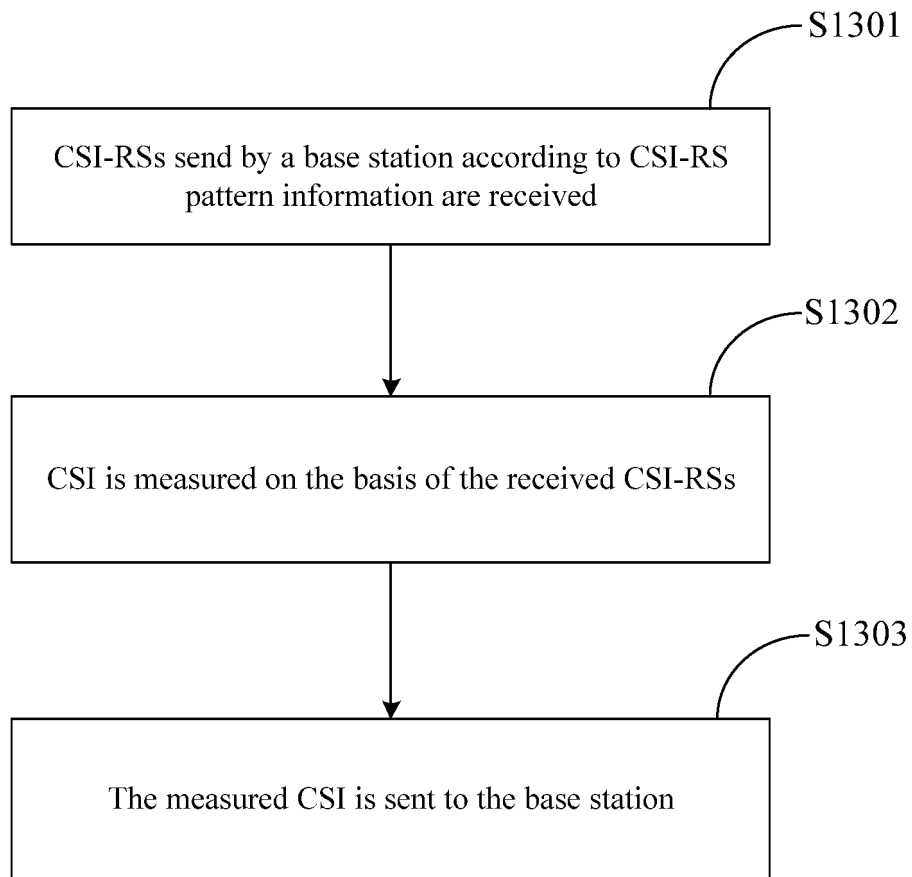 S1301
CSI-RSs send by a base station according to CSI-RS
pattern information are received
S1302
CSI is measured on the basis of the received CSI-RSs
S1303
The measured CSI is sent to the base station